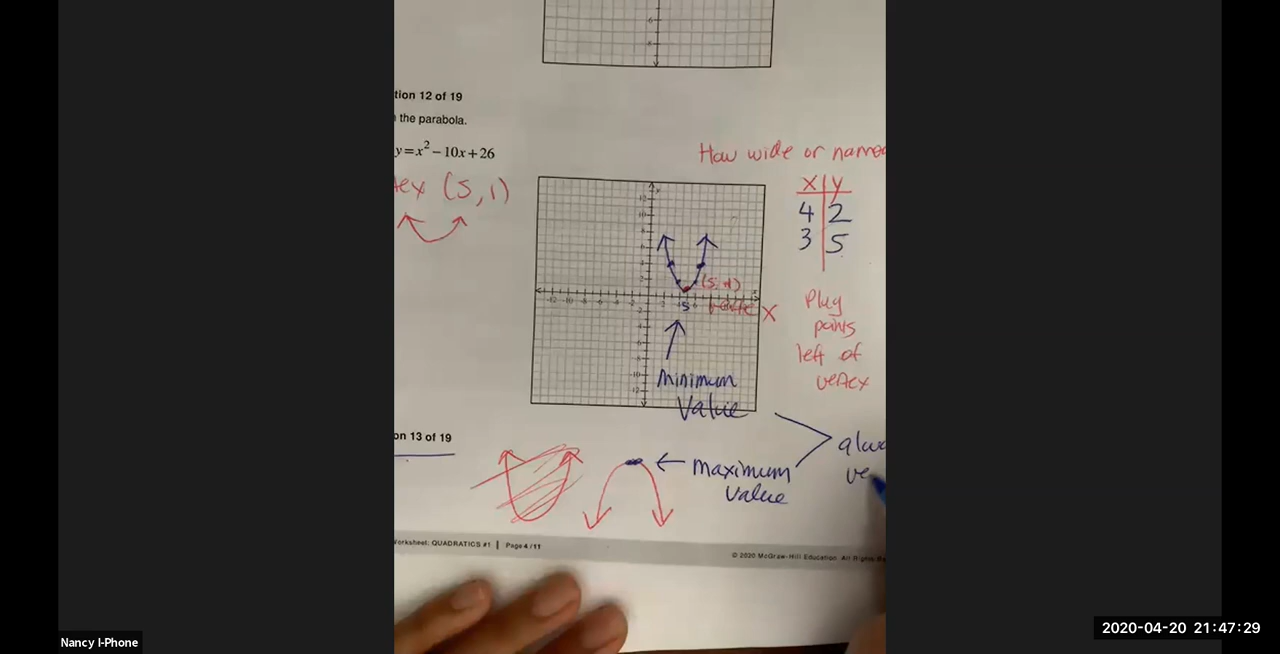 tion 12 of 19
the parabola.
y=x² − 10x+26
(5,1)
How wide or
X Y
4 2
3 5
Plug
points
left of
vertex
(5,1)
5
X
Minimum
Value
on 13 of 19
← maximum
value
Worksheet: QUADRATICS #1 | Page 4 /11
© 2020 McGraw-Hill Education. All Rights
Nancy I-Phone
2020-04-20 21:47:29